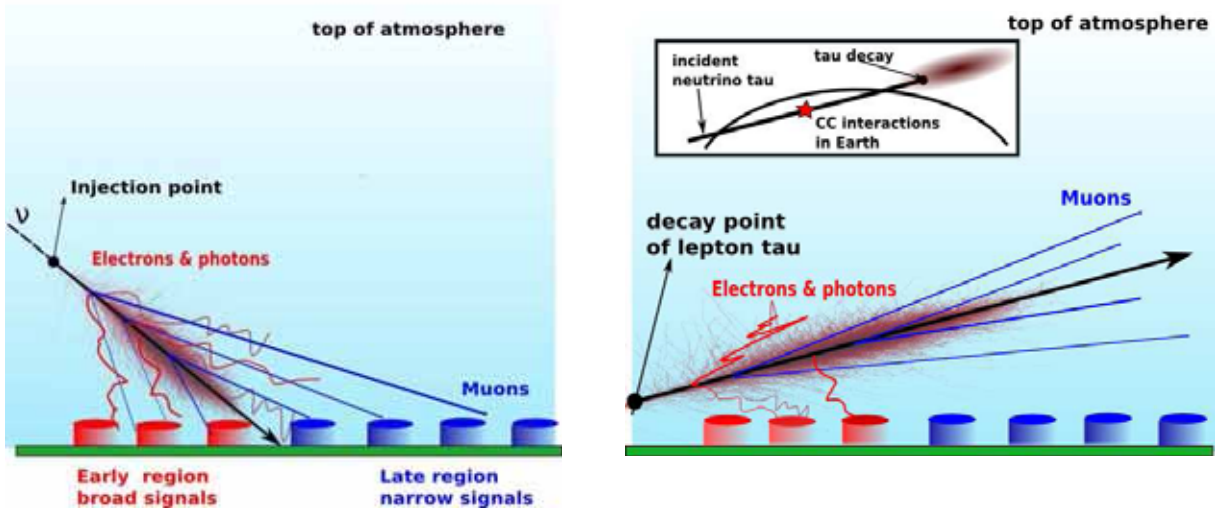 top of atmosphere
Injection point
ν
Electrons & photons
Muons
Early region
broad signals
Late region
narrow signals
top of atmosphere
incident
neutrino tau
tau decay
CC interactions
in Earth
decay point
of lepton tau
Muons
Electrons & photons